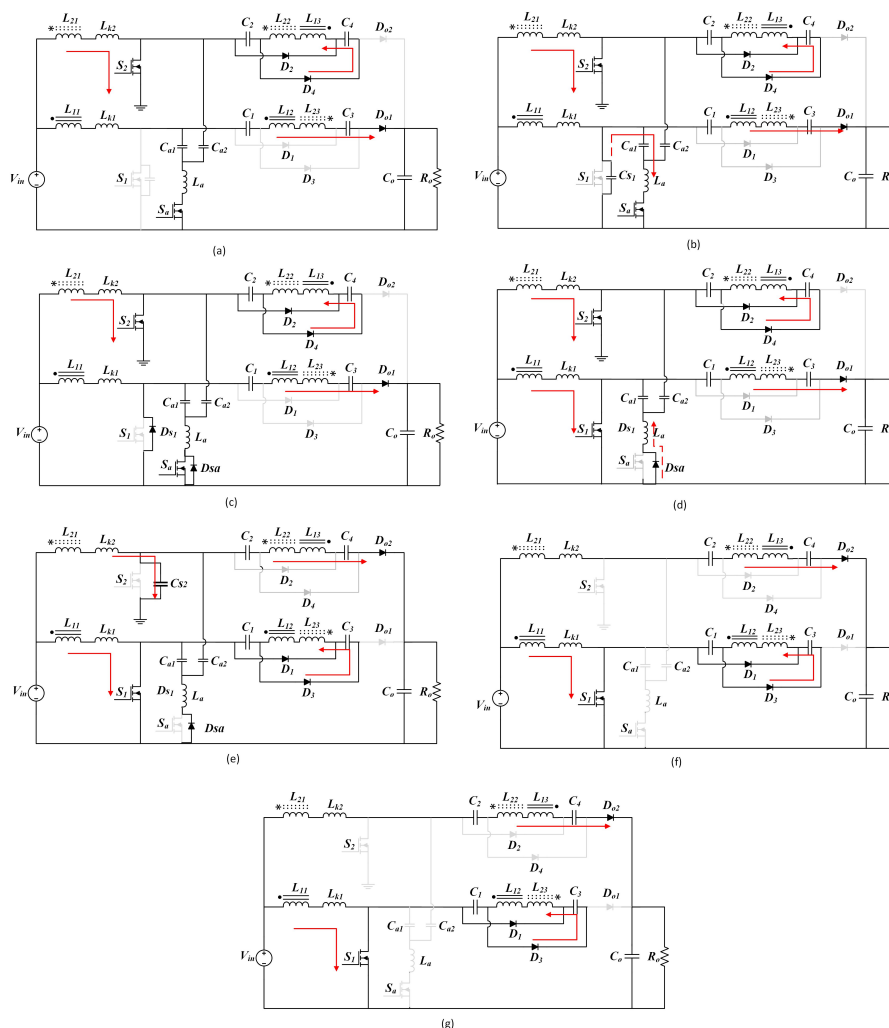 * L21 Lk2 C2 * L22 L13 C4 Do2
S2 D2
D4
L11 Lk1 C1 L12 L23 * C3 Do1
Ca1 Ca2 D1
Vin S1 La D3 Co Ro
Sa
(a)
* L21 Lk2 C2 * L22 L13 C4 Do2
S2 D2
D4
L11 Lk1 C1 L12 L23 * C3 Do1
Ca1 Ca2 D1
Vin S1 Cs1 La D3 Co R
Sa
(b)
* L21 Lk2 C2 * L22 L13 C4 Do2
S2 D2
D4
L11 Lk1 C1 L12 L23 * C3 Do1
Ca1 Ca2 D1
Vin S1 Ds1 La D3 Co Ro
Sa Dsa
(c)
* L21 Lk2 C2 * L22 L13 C4 Do2
S2 D2
D4
L11 Lk1 C1 L12 L23 * C3 Do1
Ca1 Ca2 D1
Vin S1 Ds1 La D3 Co R
Sa Dsa
(d)
* L21 Lk2 C2 * L22 L13 C4 Do2
S2 Cs2 D2
D4
L11 Lk1 C1 L12 L23 * C3 Do1
Ca1 Ca2 D1
Vin S1 Ds1 La D3 Co Ro
Sa Dsa
(e)
* L21 Lk2 C2 * L22 L13 C4 Do2
S2 D2
D4
L11 Lk1 C1 L12 L23 * C3 Do1
Ca1 Ca2 D1
Vin S1 La D3 Co R
Sa
(f)
* L21 Lk2 C2 * L22 L13 C4 Do2
S2 D2
D4
L11 Lk1 C1 L12 L23 * C3 Do1
Ca1 Ca2 D1
Vin S1 La D3 Co Ro
Sa
(g)